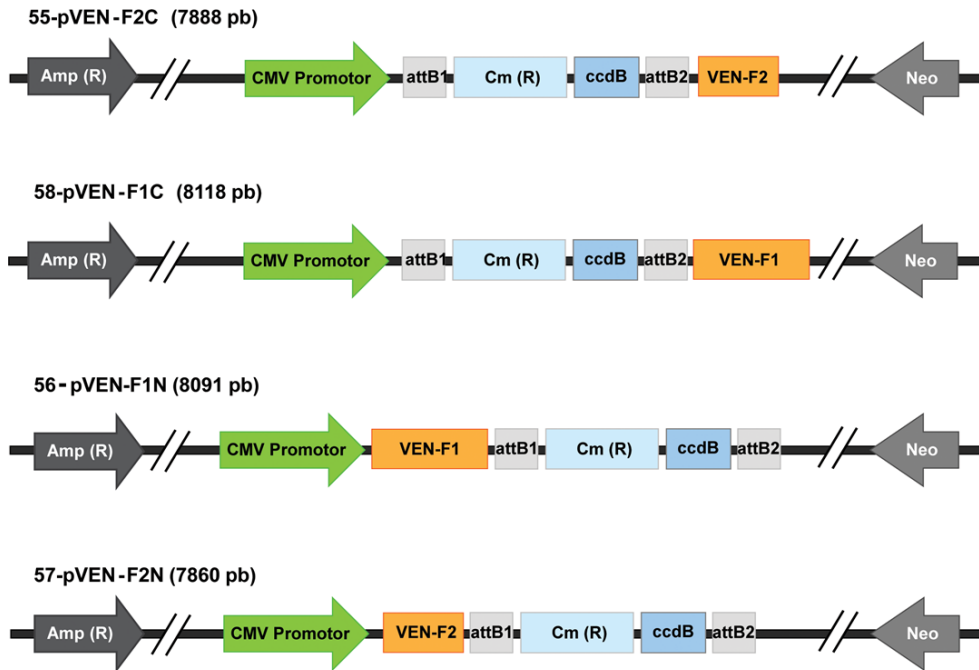 55-pVEN-F2C (7888 pb)
Amp (R) CMV Promotor attB1 Cm (R) ccdB attB2 VEN-F2 Neo
58-pVEN-F1C (8118 pb)
Amp (R) CMV Promotor attB1 Cm (R) ccdB attB2 VEN-F1 Neo
56-pVEN-F1N (8091 pb)
Amp (R) CMV Promotor VEN-F1 attB1 Cm (R) ccdB attB2 Neo
57-pVEN-F2N (7860 pb)
Amp (R) CMV Promotor VEN-F2 attB1 Cm (R) ccdB attB2 Neo